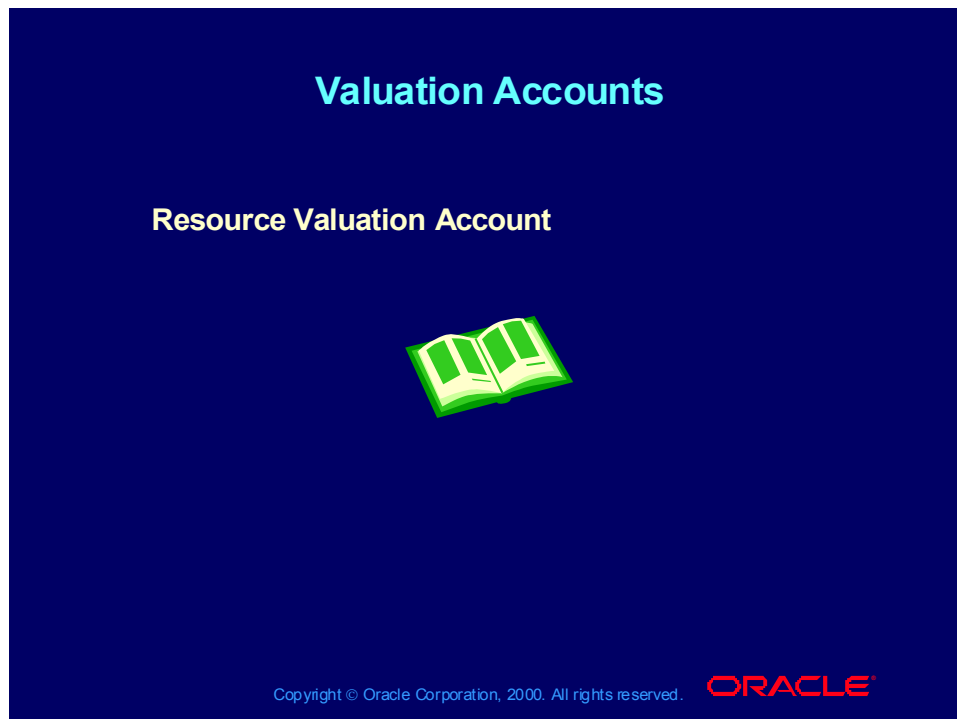 Valuation Accounts
Resource Valuation Account
Copyright © Oracle Corporation, 2000. All rights reserved.
ORACLE®